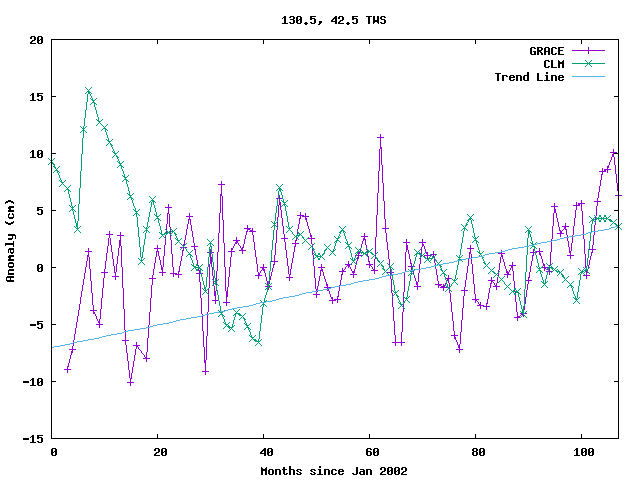 130.5, 42.5 TWS
GRACE
CLM
Trend Line
Anomaly (cm)
20
15
10
5
0
-5
-10
-15
0 20 40 60 80 100
Months since Jan 2002